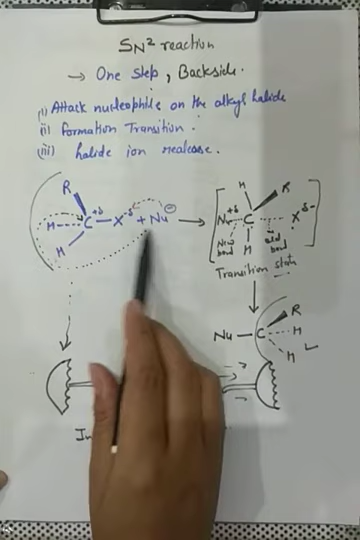 SN² reaction
→ One step, Backside.
(i) Attack nucleophile on the alkyl halide
(ii) Formation Transition.
(iii) halide ion realease.
R
H C+δ — X-δ + Nu⊖ →
H
H R
Nu+δ C X δ-
New bond old bond
H
Transition state
R
Nu — C H
H
In